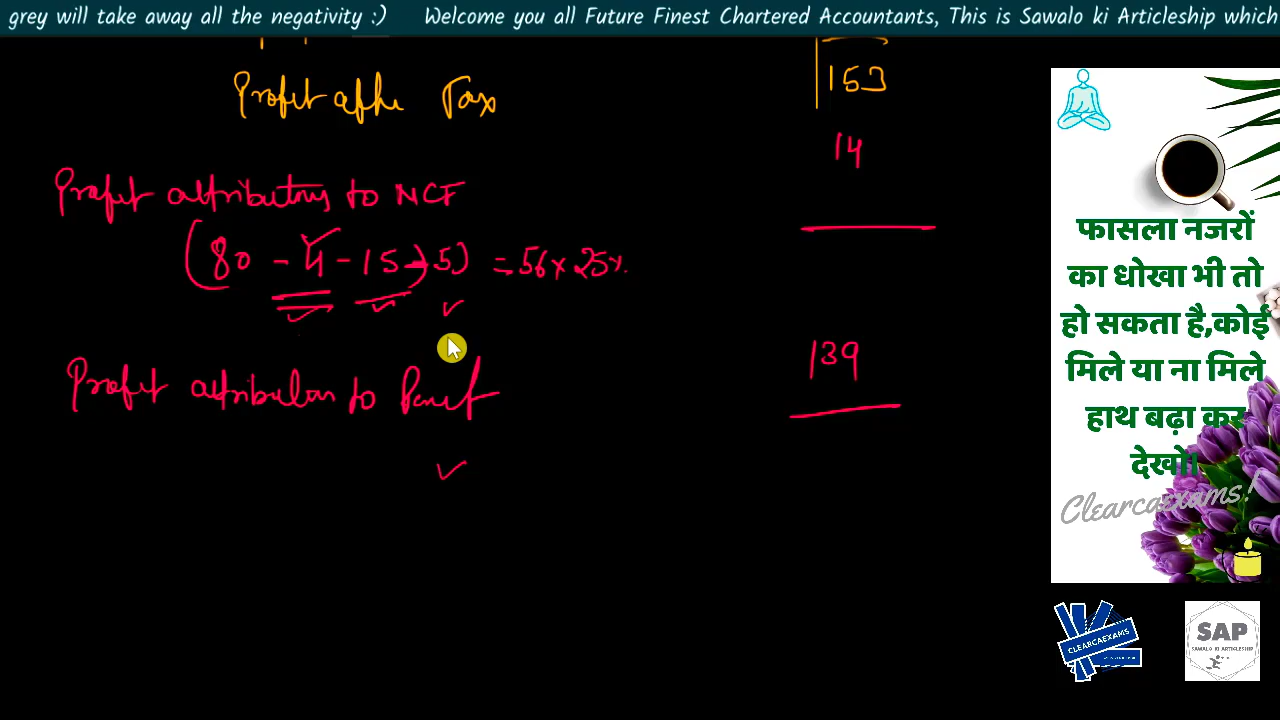 grey will take away all the negativity :) Welcome you all Future Finest Chartered Accountants, This is Sawalo ki Articleship which
153
Profit after Tax
14
Profit attributory to NCI
(80 - 4 - 15 - 5) = 56 x 25%
Profit attributon to Parent
139
फासला नजरों
का धोखा भी तो
हो सकता है,कोई
मिले या ना मिले
हाथ बढ़ा कर
देखो।
Clearcaexams!
CLEARCAEXAMS
SAP
SAWALO KI ARTICLESHIP